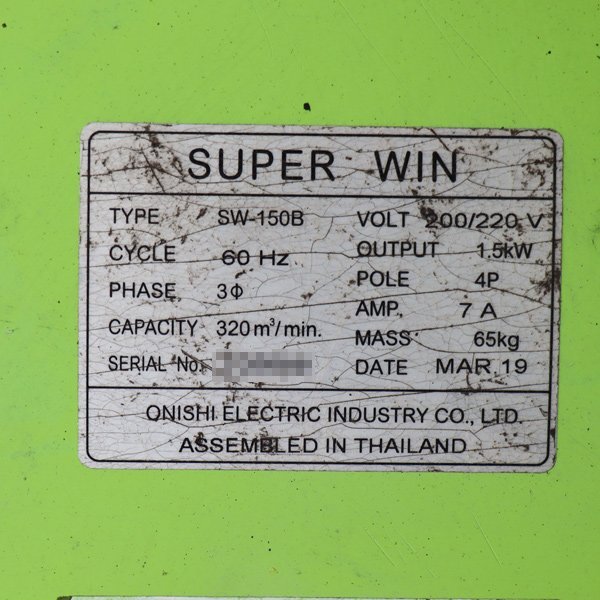 SUPER WIN
TYPE SW-150B VOLT 200/220 V
CYCLE 60 Hz OUTPUT 1.5kW
PHASE 3Φ POLE 4P
CAPACITY 320 m³/min. AMP. 7 A
SERIAL No. MASS 65kg
DATE MAR.19
ONISHI ELECTRIC INDUSTRY CO., LTD.
ASSEMBLED IN THAILAND